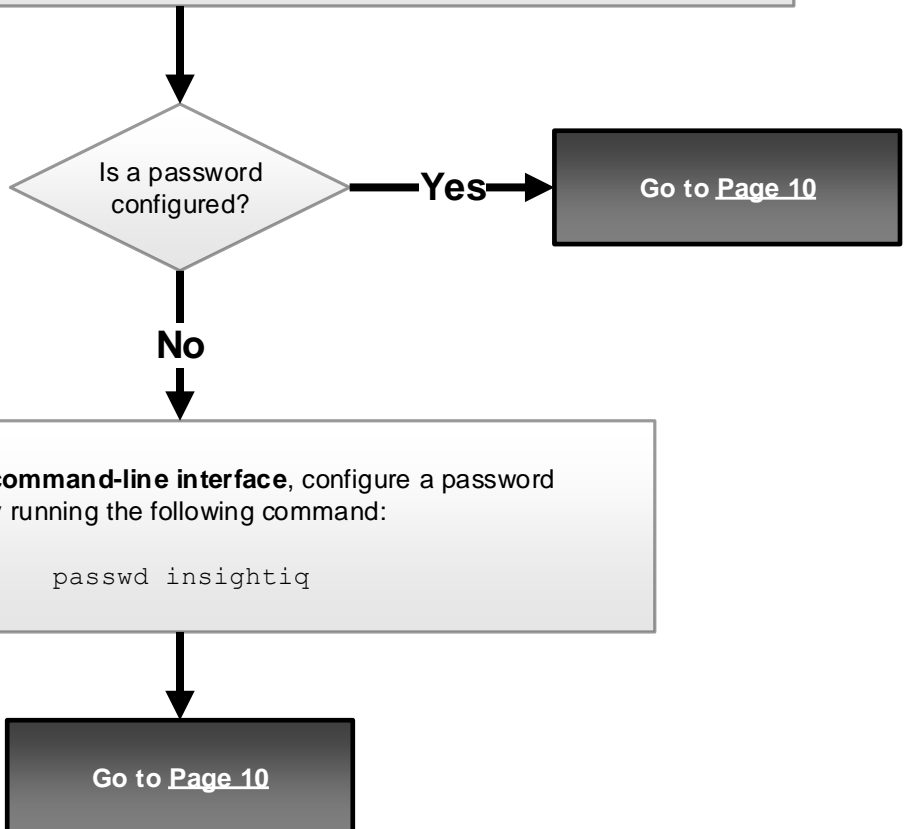 Is a password
configured?
Yes
Go to Page 10
No
command-line interface, configure a password
running the following command:
passwd insightiq
Go to Page 10